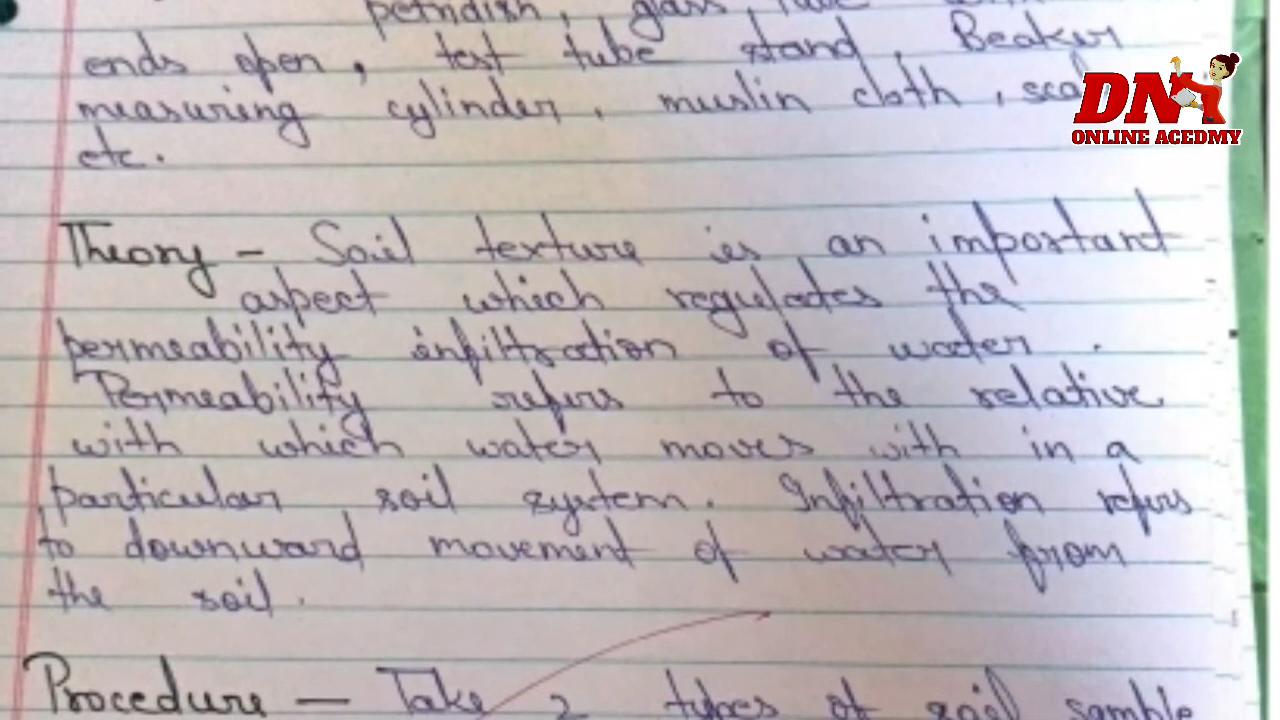 petridish, glass, tube
ends open, test tube stand, Beaker
measuring cylinder, muslin cloth, sca
etc.
DN
ONLINE ACEDMY
Theory - Soil texture is an important
aspect which regulates the
permeability infiltration of water.
Permeability refers to the relative
with which water moves with in a
particular soil system. Infiltration refers
to downward movement of water from
the soil.
Procedure - Take 2 types of soil sample